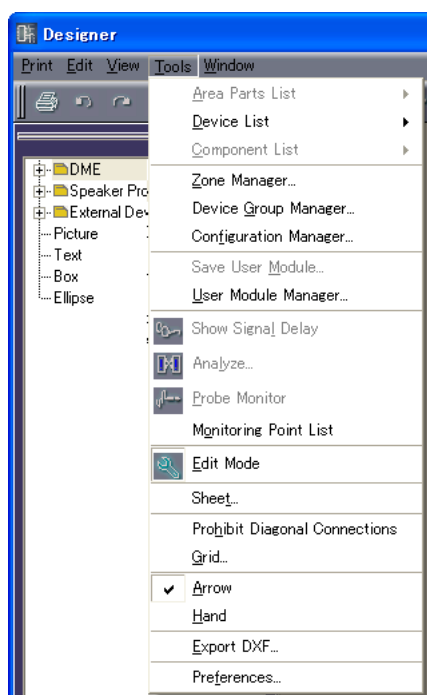 Designer
Print Edit View Tools Window
Area Parts List
Device List
Component List
Zone Manager...
Device Group Manager...
Configuration Manager...
Save User Module...
User Module Manager...
Show Signal Delay
Analyze...
Probe Monitor
Monitoring Point List
Edit Mode
Sheet...
Prohibit Diagonal Connections
Grid...
Arrow
Hand
Export DXF...
Preferences...
DME
Speaker Pro
External Dev
Picture
Text
Box
Ellipse